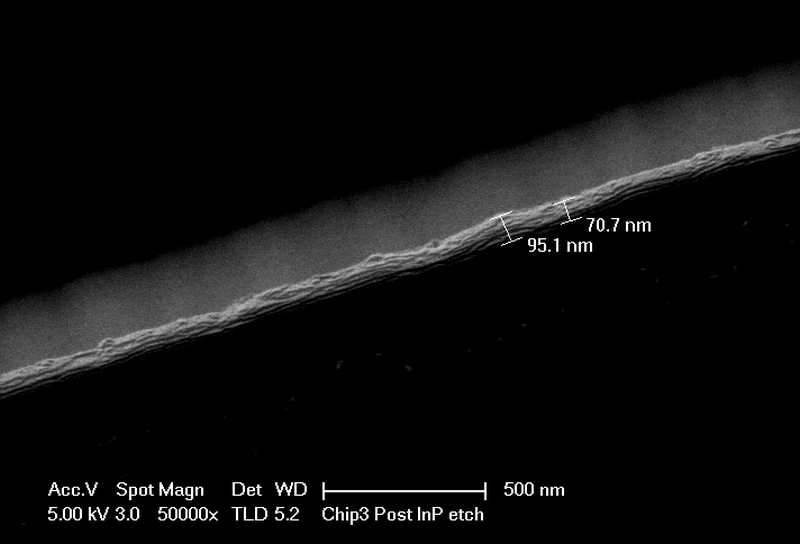 70.7 nm
95.1 nm
Acc.V Spot Magn Det WD 500 nm
5.00 kV 3.0 50000x TLD 5.2 Chip3 Post InP etch